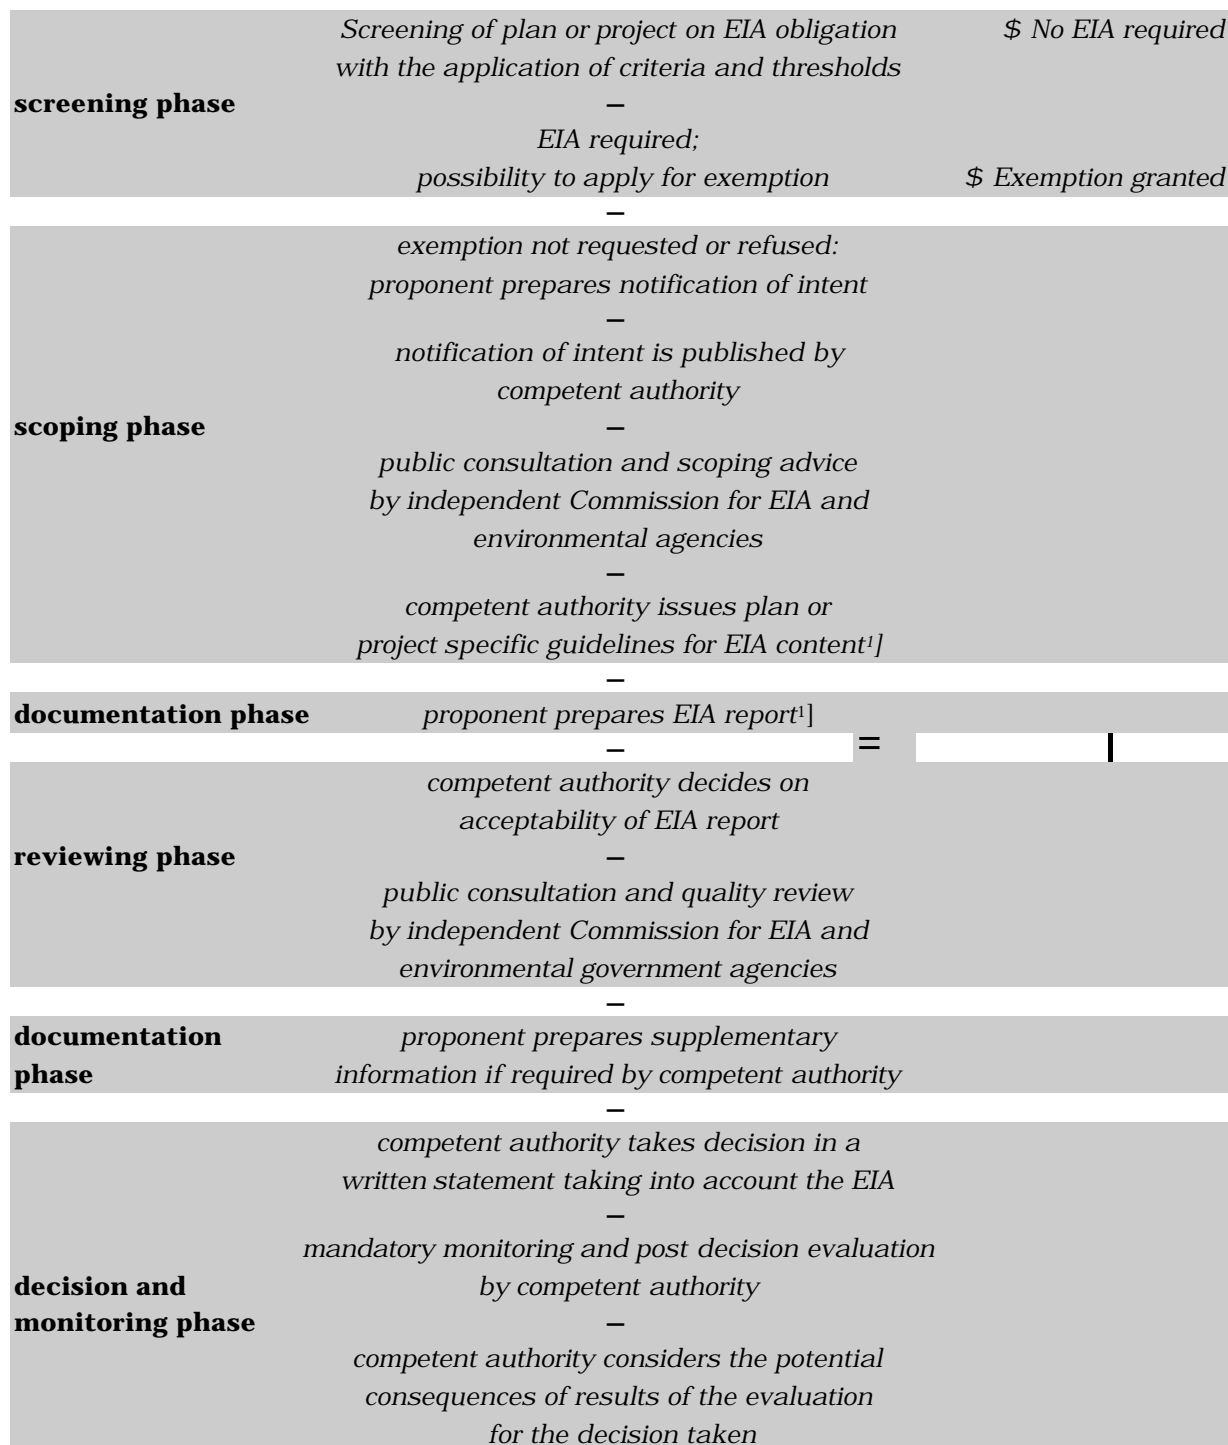 Screening of plan or project on EIA obligation $ No EIA required
with the application of criteria and thresholds
screening phase –
EIA required;
possibility to apply for exemption $ Exemption granted
–
exemption not requested or refused:
proponent prepares notification of intent
–
notification of intent is published by
competent authority
scoping phase –
public consultation and scoping advice
by independent Commission for EIA and
environmental agencies
–
competent authority issues plan or
project specific guidelines for EIA content¹]
–
documentation phase proponent prepares EIA report¹]
– =
competent authority decides on
acceptability of EIA report
reviewing phase –
public consultation and quality review
by independent Commission for EIA and
environmental government agencies
–
documentation proponent prepares supplementary
phase information if required by competent authority
–
competent authority takes decision in a
written statement taking into account the EIA
–
mandatory monitoring and post decision evaluation
decision and by competent authority
monitoring phase –
competent authority considers the potential
consequences of results of the evaluation
for the decision taken